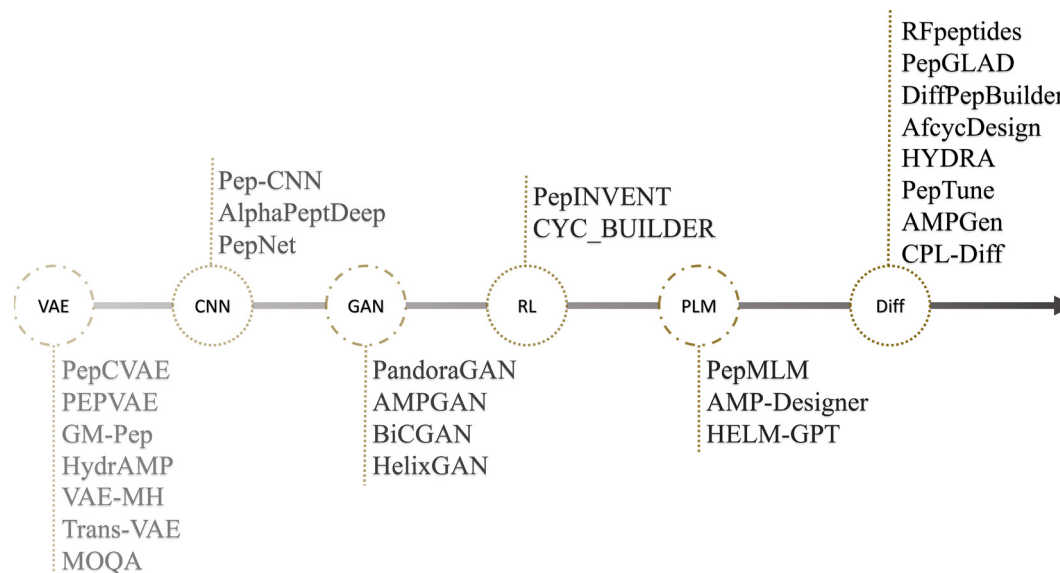 RFpeptides
PepGLAD
DiffPepBuilder
AfcycDesign
HYDRA
PepTune
AMPGen
CPL-Diff
Pep-CNN
AlphaPeptDeep
PepNet
PepINVENT
CYC_BUILDER
VAE
CNN
GAN
RL
PLM
Diff
PepCVAE
PEPVAE
GM-Pep
HydrAMP
VAE-MH
Trans-VAE
MOQA
PandoraGAN
AMPGAN
BiCGAN
HelixGAN
PepMLM
AMP-Designer
HELM-GPT